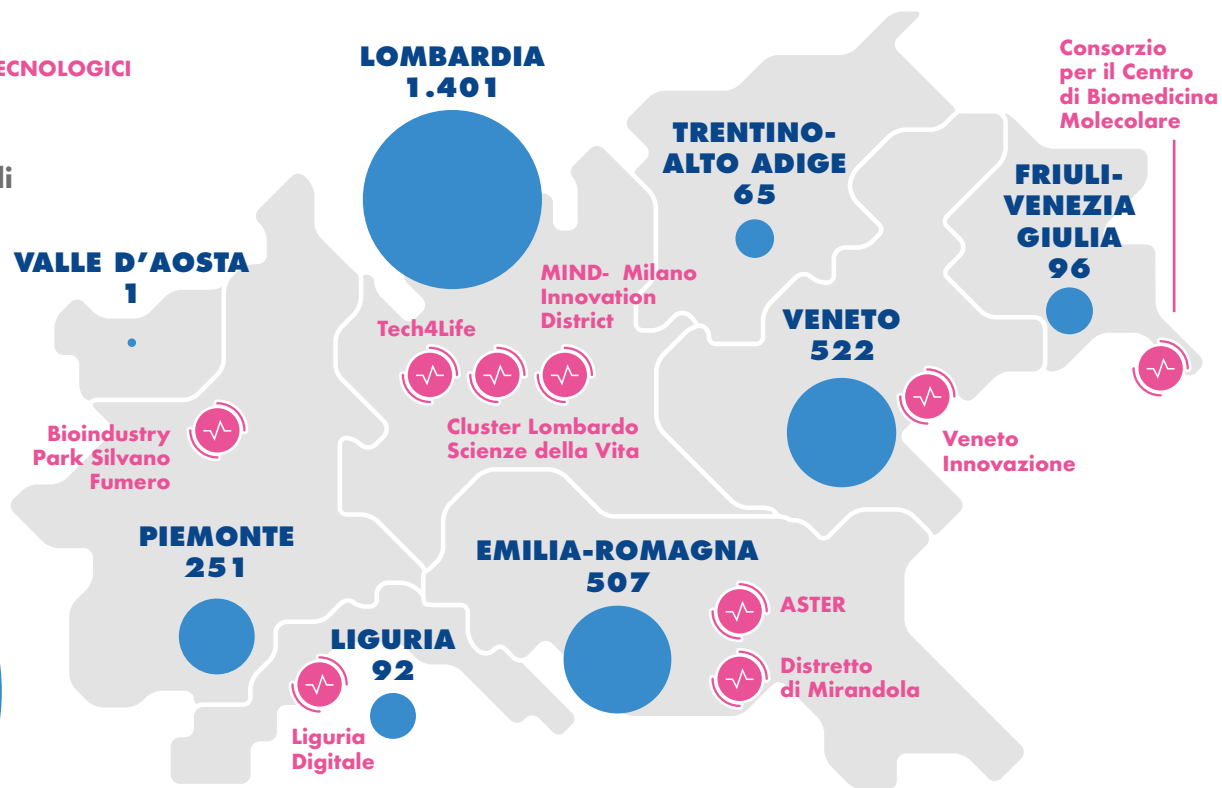 LOMBARDIA
1.401
TRENTINO-
ALTO ADIGE
65
Consorzio
per il Centro
di Biomedicina
Molecolare
FRIULI-
VENEZIA
GIULIA
96
VALLE D'AOSTA
1
Tech4Life
MIND- Milano
Innovation
District
VENETO
522
Bioindustry
Park Silvano
Fumero
Cluster Lombardo
Scienze della Vita
Veneto
Innovazione
PIEMONTE
251
EMILIA-ROMAGNA
507
ASTER
LIGURIA
92
Distretto
di Mirandola
Liguria
Digitale